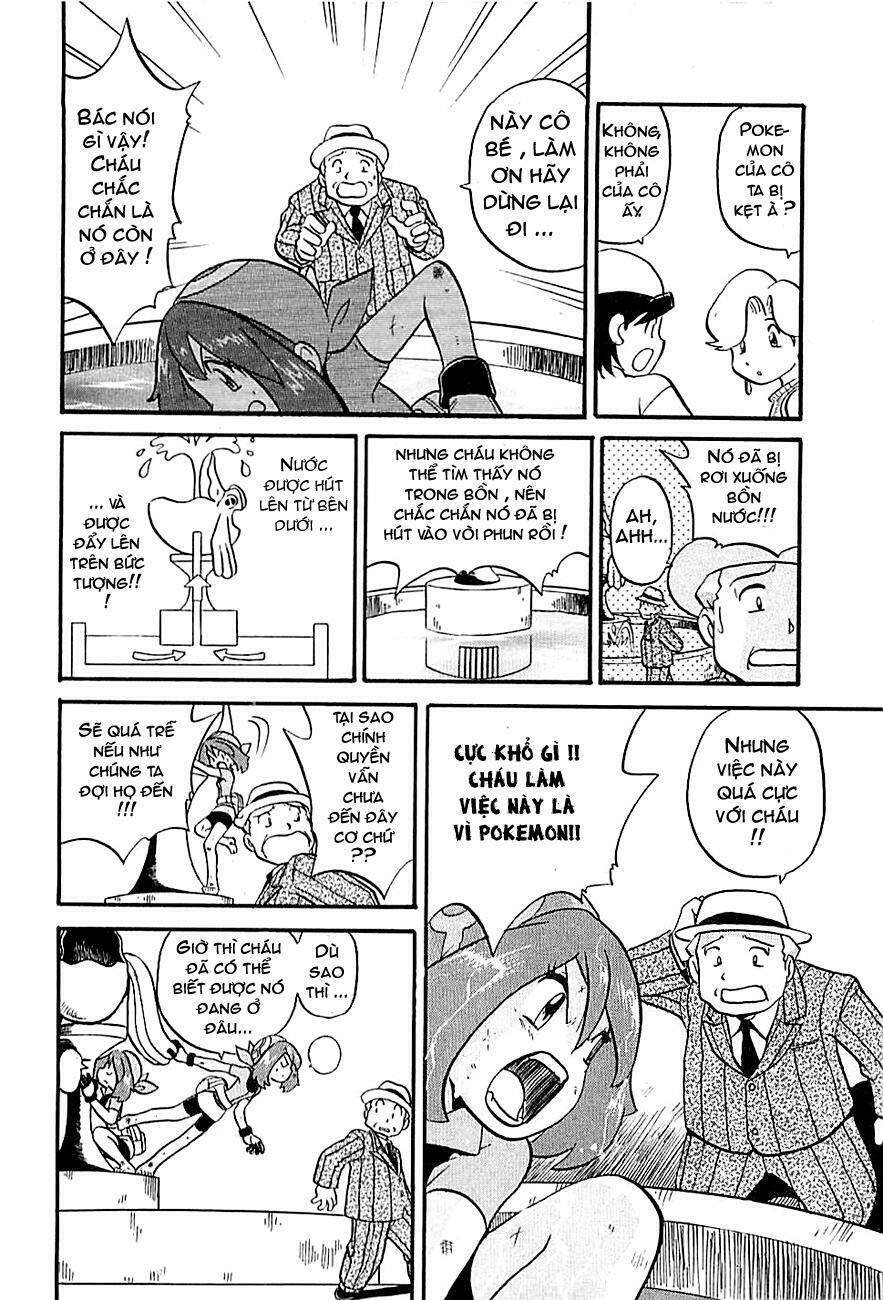 POKE-
MON
CỦA CÔ
TA BỊ
KẸT À ?
KHÔNG,
KHÔNG
PHẢI
CỦA CÔ
ẤY.
NÀY CÔ
BÉ , LÀM
ƠN HÃY
DỪNG LẠI
ĐI ...
BÁC NÓI
GÌ VẬY!
CHÁU
CHẮC
CHẮN LÀ
NÓ CÒN
Ở ĐÂY !
NÓ ĐÃ BỊ
RƠI XUỐNG
BỒN
NƯỚC!!!
AH,
AHH...
NHƯNG CHÁU KHÔNG
THỂ TÌM THẤY NÓ
TRONG BỒN , NÊN
CHẮC CHẮN NÓ ĐÃ BỊ
HÚT VÀO VÒI PHUN RỒI !
NƯỚC
ĐƯỢC HÚT
LÊN TỪ BÊN
DƯỚI ...
... VÀ
ĐƯỢC
ĐẨY LÊN
TRÊN BỨC
TƯỢNG!!
!
NHƯNG
VIỆC NÀY
QUÁ CỰC
VỚI CHÁU
!!
CỰC KHỔ GÌ !!
CHÁU LÀM
VIỆC NÀY LÀ
VÌ POKEMON!!
TẠI SAO
CHÍNH
QUYỀN
VẪN
CHƯA
ĐẾN ĐÂY
CƠ CHỨ
??
SẼ QUÁ TRỄ
NẾU NHƯ
CHÚNG TA
ĐỢI HỌ ĐẾN
!!!
DÙ
SAO
THÌ ...
GIỜ THÌ CHÁU
ĐÃ CÓ THỂ
BIẾT ĐƯỢC NÓ
ĐANG Ở
ĐÂU...